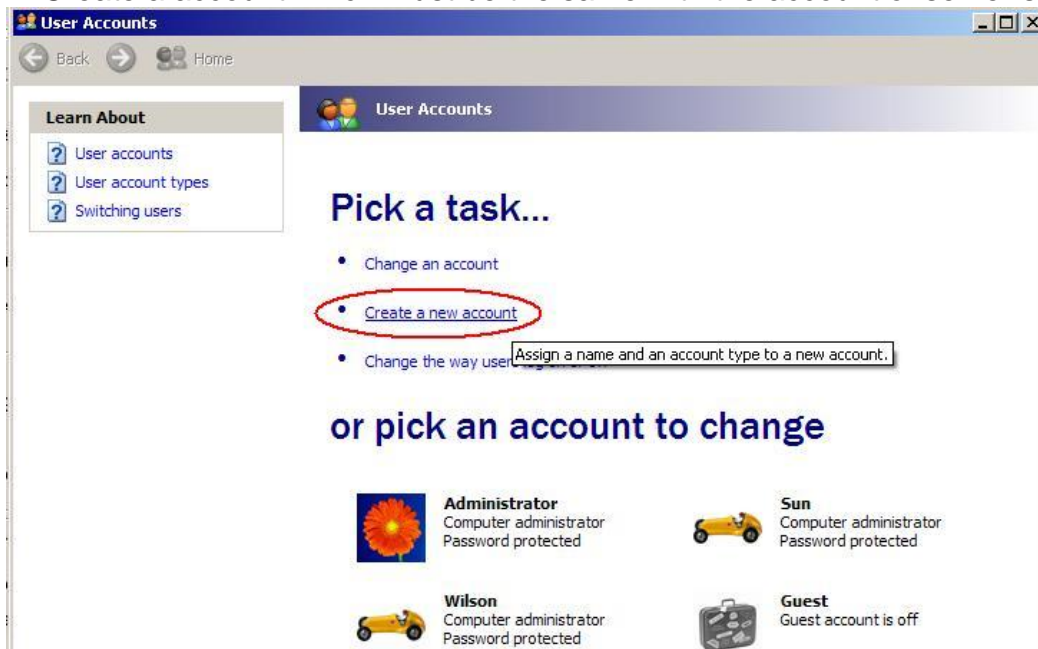 User Accounts
Back Home
Learn About
User accounts
User account types
Switching users
User Accounts
Pick a task...
Change an account
Create a new account
Assign a name and an account type to a new account.
Change the way users
or pick an account to change
Administrator
Computer administrator
Password protected
Sun
Computer administrator
Password protected
Wilson
Computer administrator
Password protected
Guest
Guest account is off